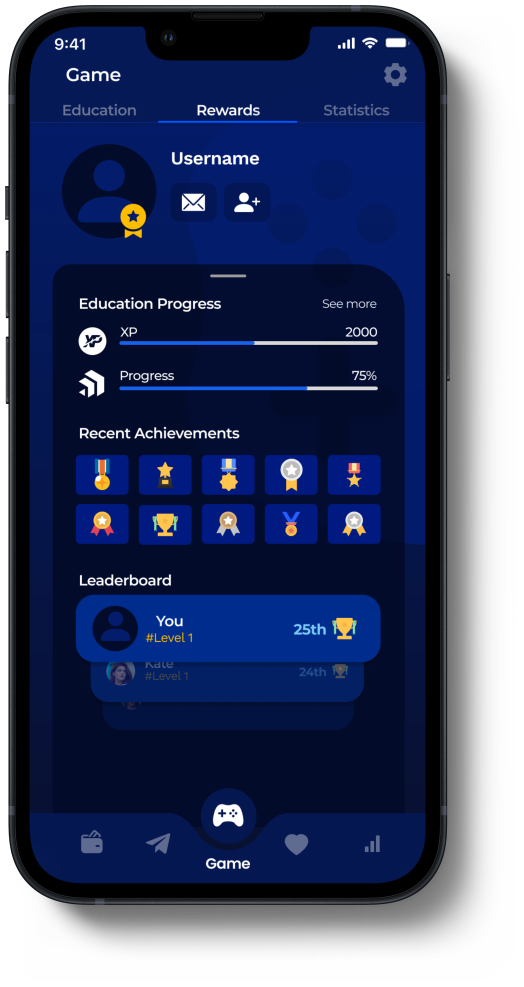 9:41
Game
Education Rewards Statistics
Username
Education Progress See more
XP XP 2000
Progress 75%
Recent Achievements
Leaderboard
You
#Level 1
25th
Kate
#Level 1
24th
Game